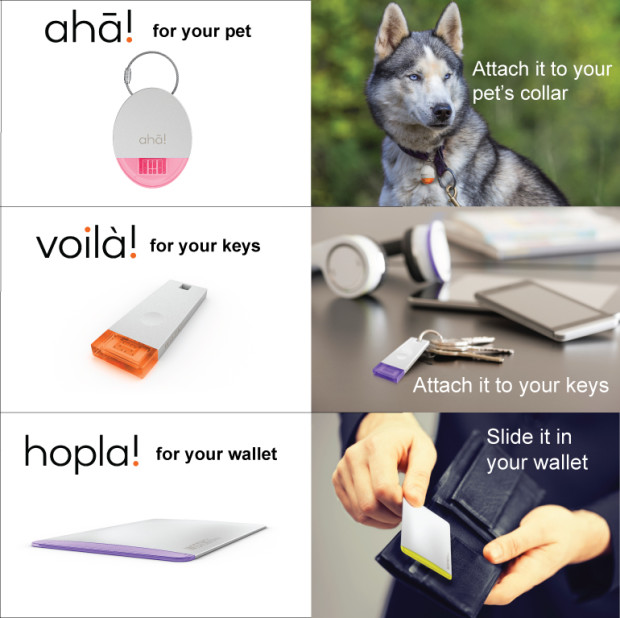 ahā! for your pet
ahā!
Attach it to your
pet's collar
voilà! for your keys
Attach it to your keys
hopla! for your wallet
Slide it in
your wallet